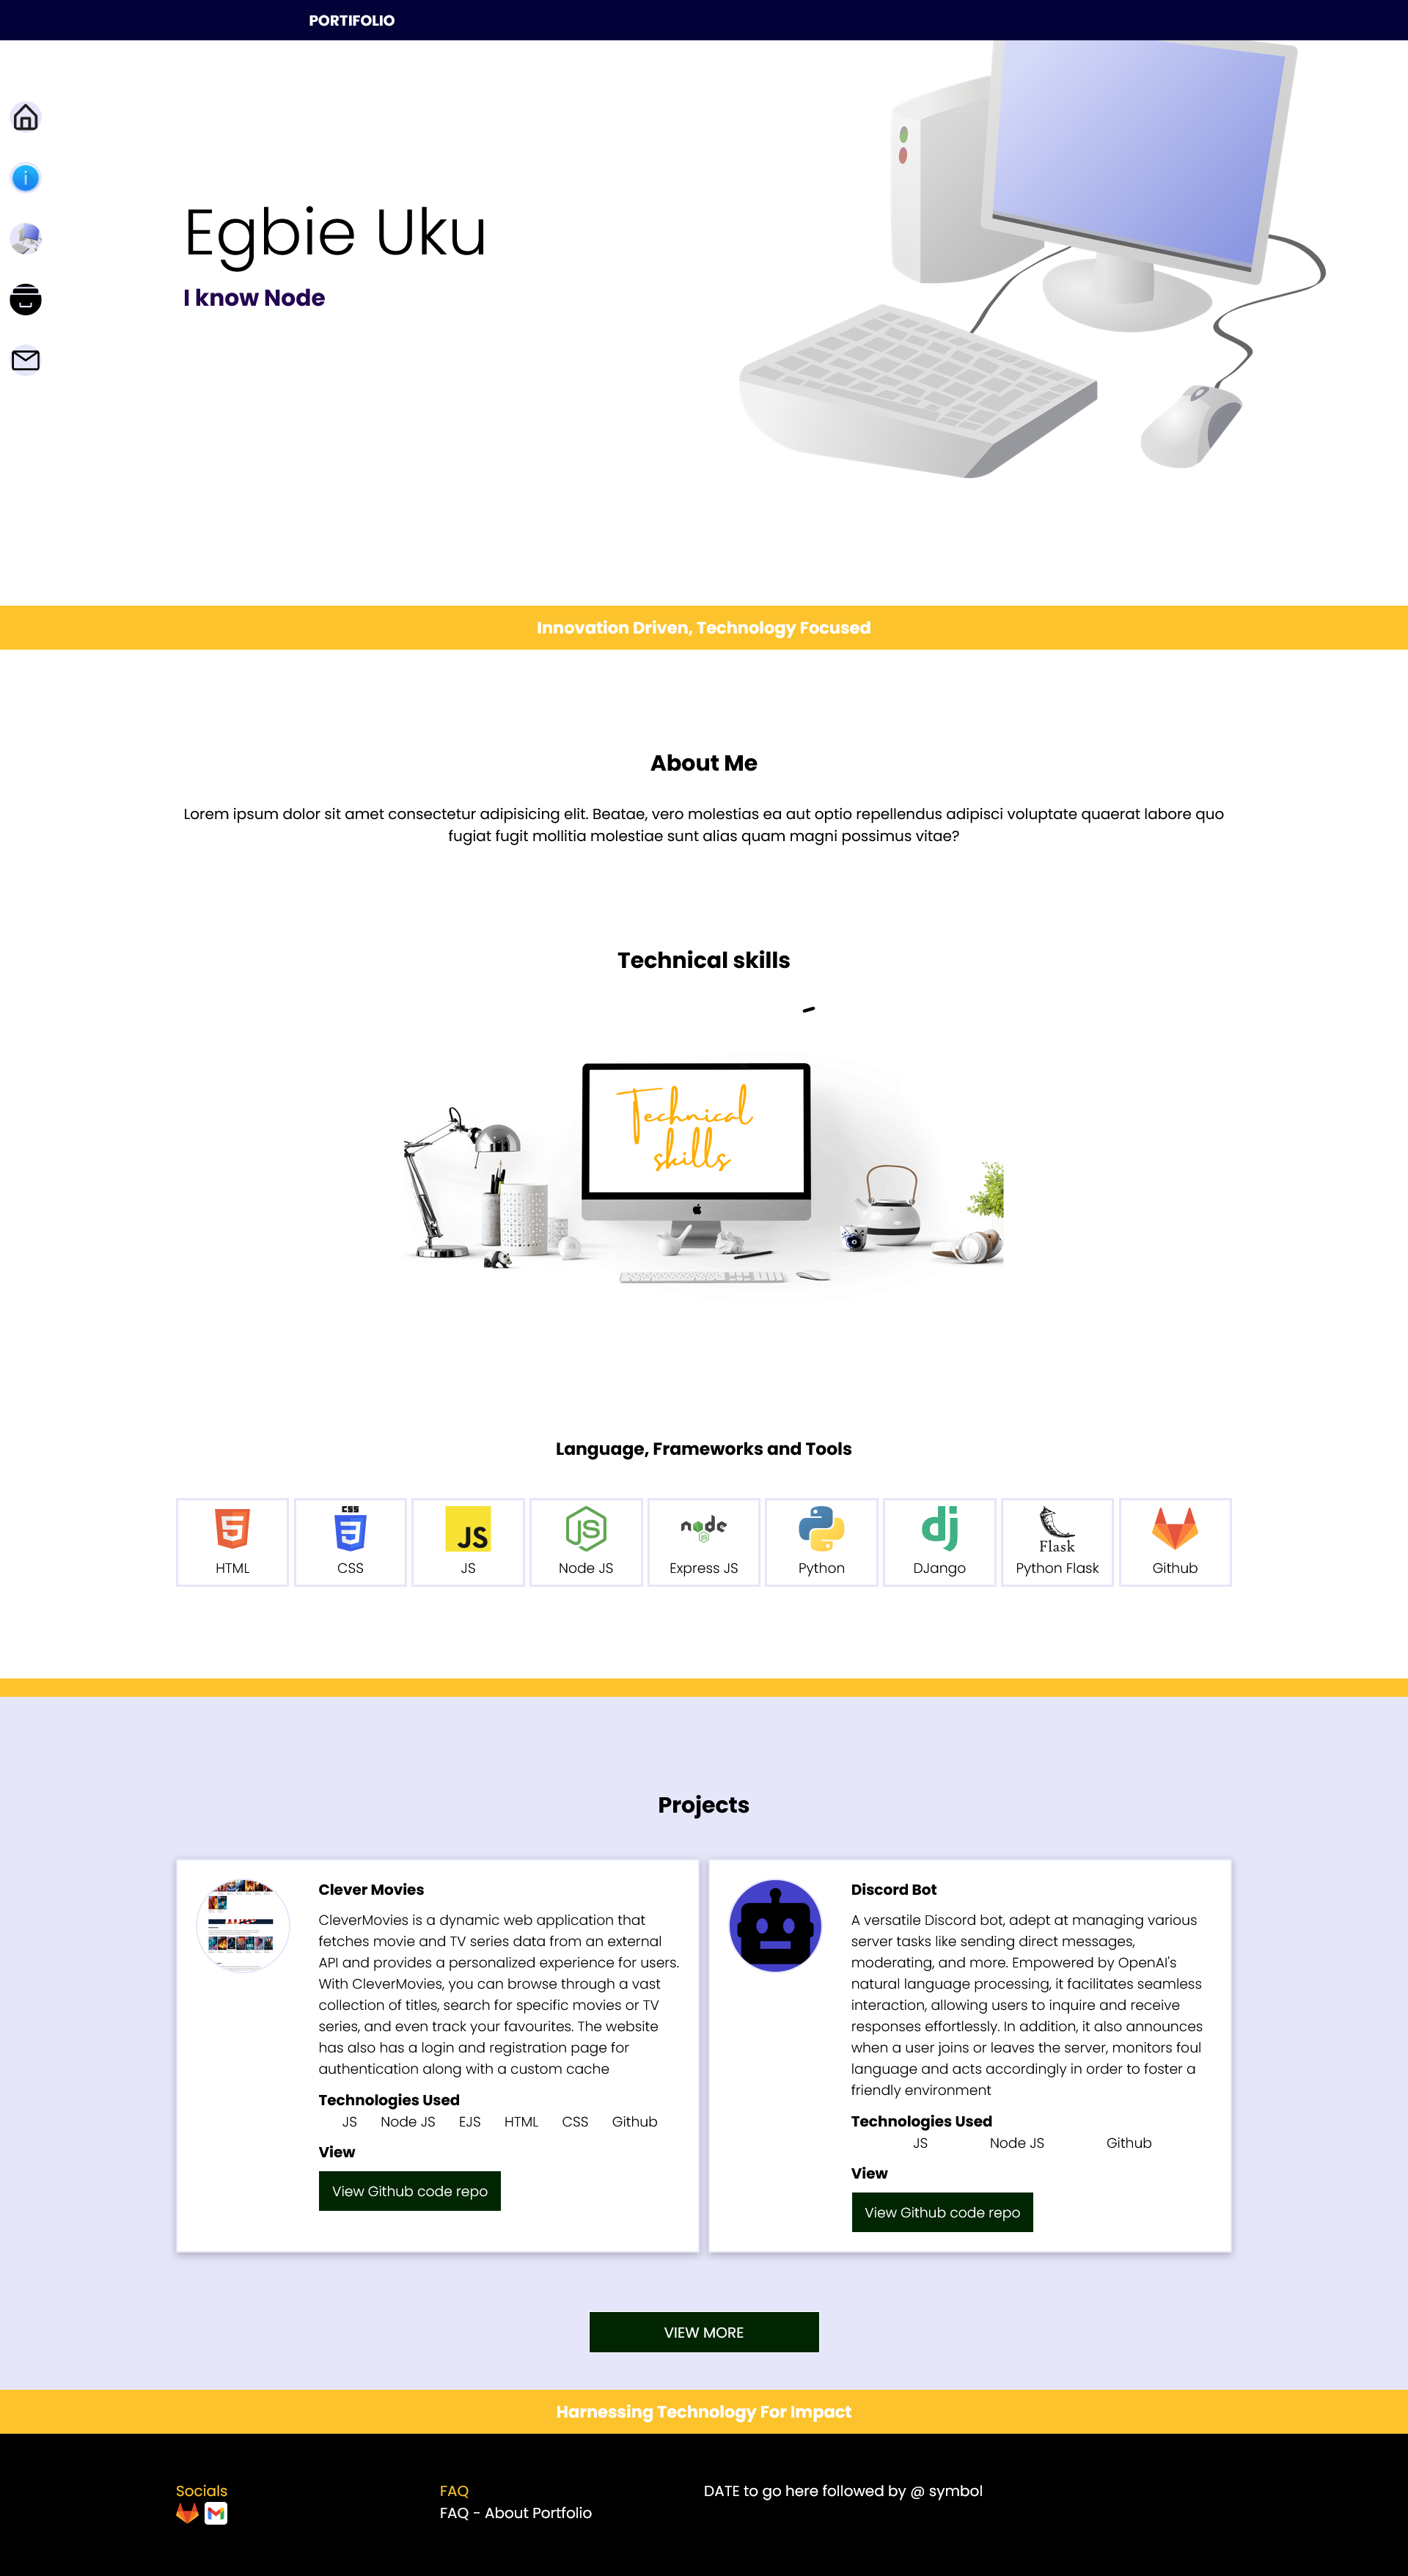 PORTIFOLIO
Egbie Uku
I know Node
Innovation Driven, Technology Focused
About Me
Lorem ipsum dolor sit amet consectetur adipisicing elit. Beatae, vero molestias ea aut optio repellendus adipisci voluptate quaerat labore quo
fugiat fugit mollitia molestiae sunt alias quam magni possimus vitae?
Technical skills
Technical
skills
Language, Frameworks and Tools
HTML
CSS
CSS
JS
JS
JS
Node JS
node
JS
Express JS
Python
dj
DJango
Flask
Python Flask
Github
Projects
Clever Movies
CleverMovies is a dynamic web application that
fetches movie and TV series data from an external
API and provides a personalized experience for users.
With CleverMovies, you can browse through a vast
collection of titles, search for specific movies or TV
series, and even track your favourites. The website
has also has a login and registration page for
authentication along with a custom cache
Technologies Used
JS Node JS EJS HTML CSS Github
View
View Github code repo
Discord Bot
A versatile Discord bot, adept at managing various
server tasks like sending direct messages,
moderating, and more. Empowered by OpenAI's
natural language processing, it facilitates seamless
interaction, allowing users to inquire and receive
responses effortlessly. In addition, it also announces
when a user joins or leaves the server, monitors foul
language and acts accordingly in order to foster a
friendly environment
Technologies Used
JS Node JS Github
View
View Github code repo
VIEW MORE
Harnessing Technology For Impact
Socials
FAQ
FAQ - About Portfolio
DATE to go here followed by @ symbol